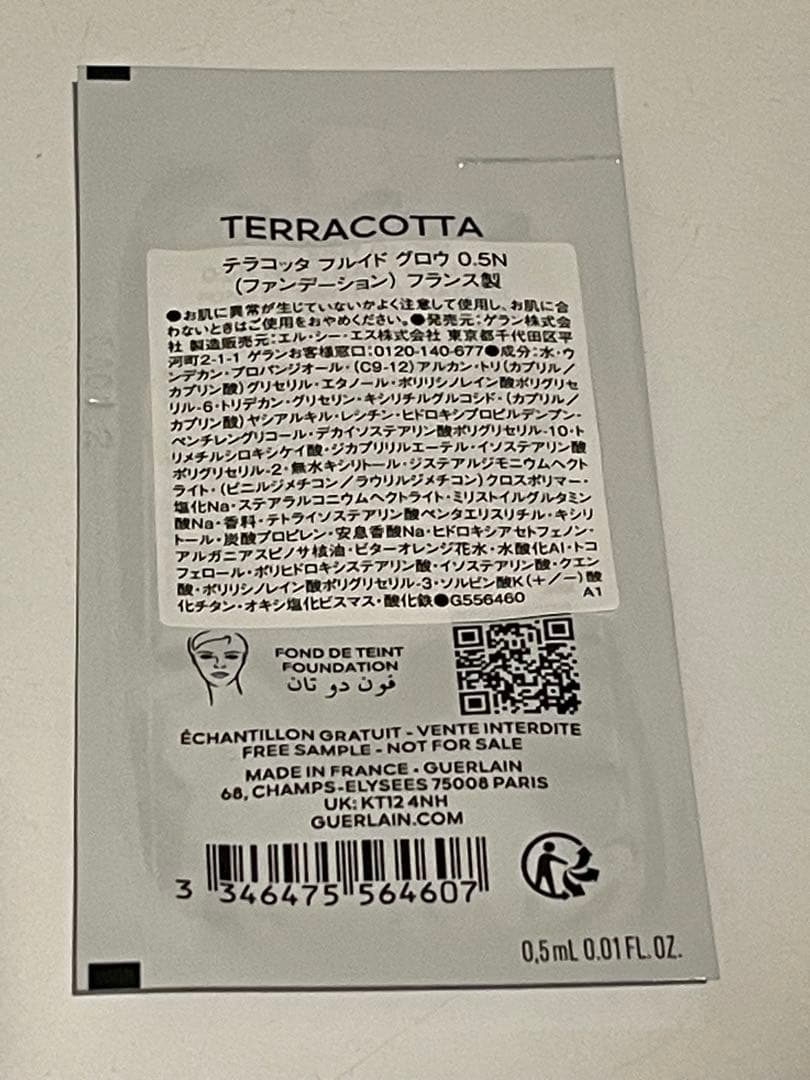 TERRACOTTA
テラコッタ フルイド グロウ 0.5N
(ファンデーション) フランス製
●お肌に異常が生じていないかよく注意して使用し、お肌に合
わないときはご使用をおやめください。●発売元:ゲラン株式会
社 製造販売元:エル・シー・エス株式会社 東京都千代田区平
河町2-1-1 ゲランお客様窓口:0120-140-677●成分:水・ウ
ンデカン・プロパンジオール・(C9-12)アルカン・トリ(カプリル/
カプリン酸)グリセリル・エタノール・ポリリシノレイン酸ポリグリセ
リル-6・トリデカン・グリセリン・キシリチルグルコシド・(カプリル/
カプリン酸)ヤシアルキル・レシチン・ヒドロキシプロピルデンプン・
ペンチレングリコール・デカイソステアリン酸ポリグリセリル-10・ト
リメチルシロキシケイ酸・ジカプリリルエーテル・イソステアリン酸
ポリグリセリル-2・無水キシリトール・ジステアルジモニウムヘクト
ライト・(ビニルジメチコン/ラウリルジメチコン)クロスポリマー・
塩化Na・ステアラルコニウムヘクトライト・ミリストイルグルタミン
酸Na・香料・テトライソステアリン酸ペンタエリスリチル・キシリ
トール・炭酸プロピレン・安息香酸Na・ヒドロキシアセトフェノン・
アルガニアスピノサ核油・ビターオレンジ花水・水酸化Al・トコ
フェロール・ポリヒドロキシステアリン酸・イソステアリン酸・クエン
酸・ポリリシノレイン酸ポリグリセリル-3・ソルビン酸K(+/-)酸
化チタン・オキシ塩化ビスマス・酸化鉄●G556460 A1
FOND DE TEINT
FOUNDATION
فون دو تان
ÉCHANTILLON GRATUIT - VENTE INTERDITE
FREE SAMPLE - NOT FOR SALE
MADE IN FRANCE • GUERLAIN
68, CHAMPS-ELYSEES 75008 PARIS
UK: KT12 4NH
GUERLAIN.COM
3 346475 564607
0,5 mL 0.01 FL. OZ.